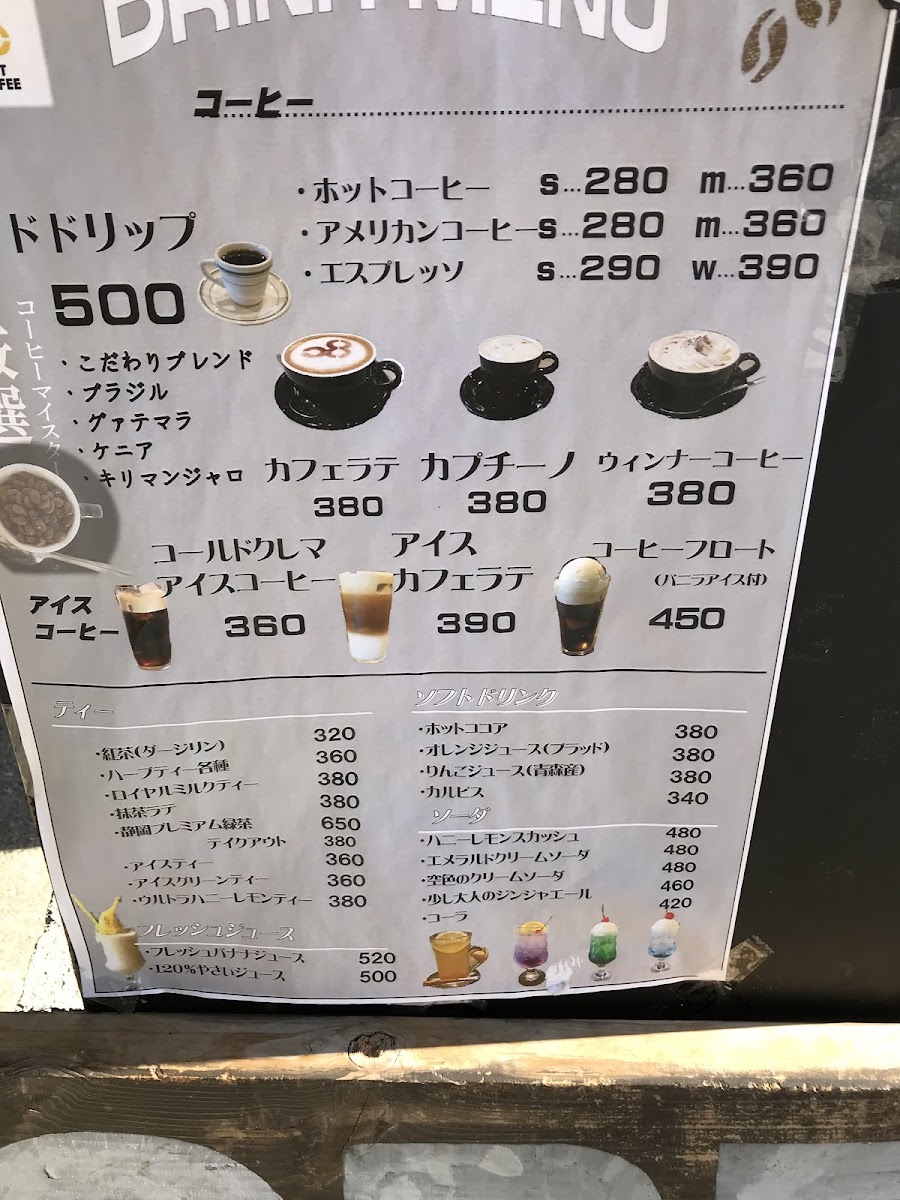 DRINK MENU
コーヒー
・ホットコーヒー s...280 m...360
・アメリカンコーヒー s...280 m...360
・エスプレッソ s...290 w...390
ドドリップ
500
コーヒーマイスター
・こだわりブレンド
・ブラジル
・グァテマラ
・ケニア
・キリマンジャロ
カフェラテ
380
カプチーノ
380
ウィンナーコーヒー
380
アイス
コーヒー
コールドクレマ
アイスコーヒー
360
アイス
カフェラテ
390
コーヒーフロート
(バニラアイス付)
450
ティー
・紅茶(ダージリン) 320
・ハーブティー各種 360
・ロイヤルミルクティー 380
・抹茶ラテ 380
・静岡プレミアム緑茶 650
テイクアウト 380
・アイスティー 360
・アイスグリーンティー 360
・ウルトラハニーレモンティー 380
フレッシュジュース
・フレッシュバナナジュース 520
・120%やさいジュース 500
ソフトドリンク
・ホットココア 380
・オレンジジュース(ブラッド) 380
・りんごジュース(青森産) 380
・カルピス 340
ソーダ
・ハニーレモンスカッシュ 480
・エメラルドクリームソーダ 480
・空色のクリームソーダ 480
・少し大人のジンジャエール 460
・コーラ 420